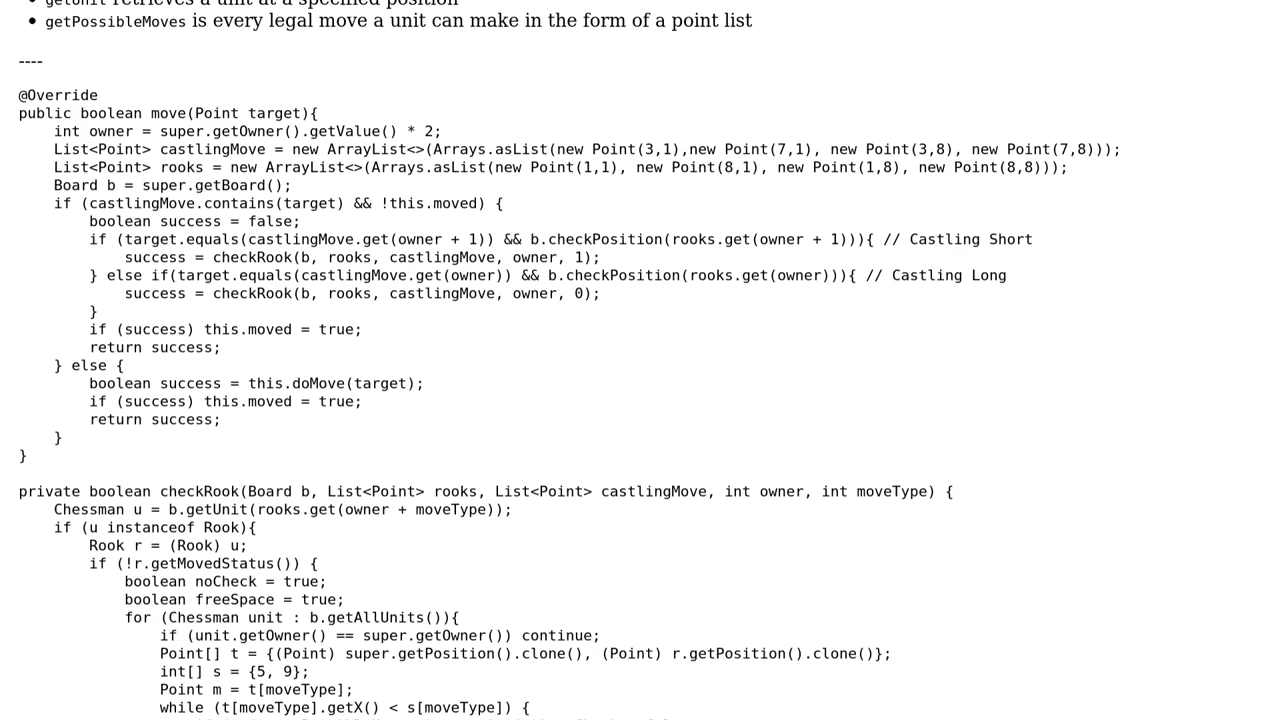 getUnit retrieves a unit at a specified position
• getPossibleMoves is every legal move a unit can make in the form of a point list
----
@Override
public boolean move(Point target){
    int owner = super.getOwner().getValue() * 2;
    List<Point> castlingMove = new ArrayList<>(Arrays.asList(new Point(3,1),new Point(7,1), new Point(3,8), new Point(7,8)));
    List<Point> rooks = new ArrayList<>(Arrays.asList(new Point(1,1), new Point(8,1), new Point(1,8), new Point(8,8)));
    Board b = super.getBoard();
    if (castlingMove.contains(target) && !this.moved) {
        boolean success = false;
        if (target.equals(castlingMove.get(owner + 1)) && b.checkPosition(rooks.get(owner + 1))){ // Castling Short
            success = checkRook(b, rooks, castlingMove, owner, 1);
        } else if(target.equals(castlingMove.get(owner)) && b.checkPosition(rooks.get(owner))){ // Castling Long
            success = checkRook(b, rooks, castlingMove, owner, 0);
        }
        if (success) this.moved = true;
        return success;
    } else {
        boolean success = this.doMove(target);
        if (success) this.moved = true;
        return success;
    }
}
private boolean checkRook(Board b, List<Point> rooks, List<Point> castlingMove, int owner, int moveType) {
    Chessman u = b.getUnit(rooks.get(owner + moveType));
    if (u instanceof Rook){
        Rook r = (Rook) u;
        if (!r.getMovedStatus()) {
            boolean noCheck = true;
            boolean freeSpace = true;
            for (Chessman unit : b.getAllUnits()){
                if (unit.getOwner() == super.getOwner()) continue;
                Point[] t = {(Point) super.getPosition().clone(), (Point) r.getPosition().clone()};
                int[] s = {5, 9};
                Point m = t[moveType];
                while (t[moveType].getX() < s[moveType]) {